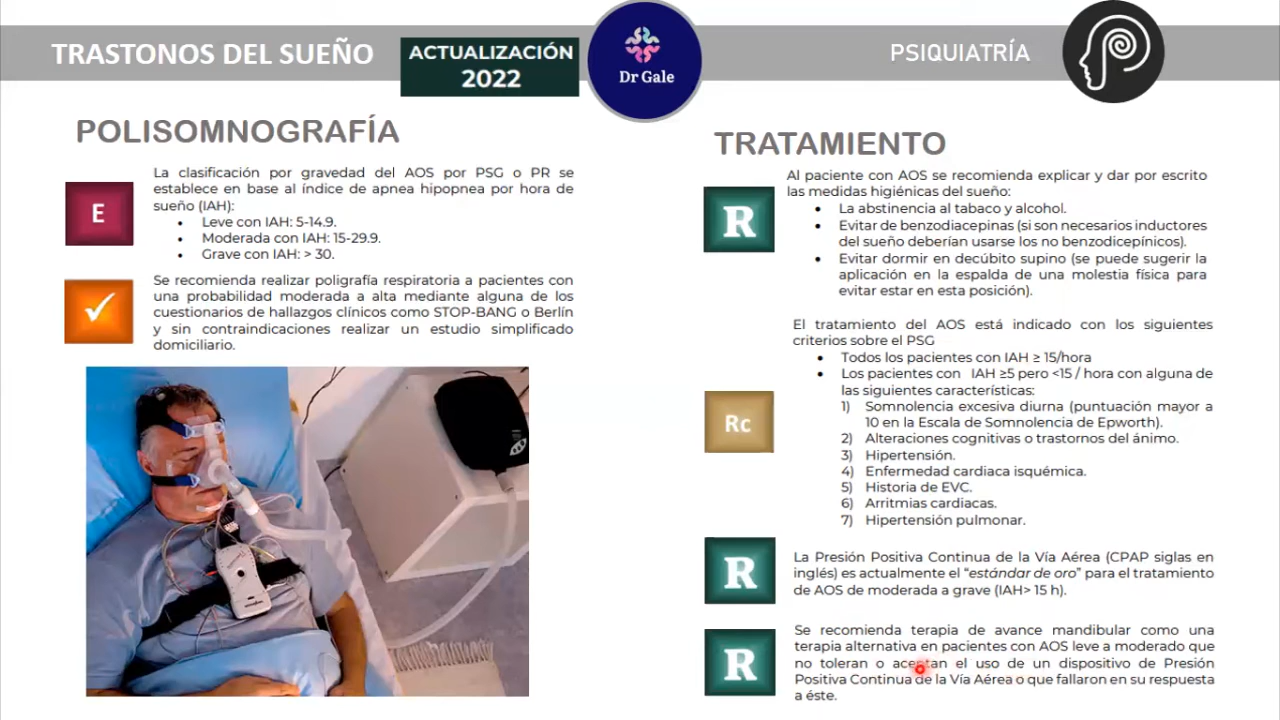 TRASTONOS DEL SUEÑO
ACTUALIZACIÓN
2022
Dr Gale
PSIQUIATRÍA
POLISOMNOGRAFÍA
E
La clasificación por gravedad del AOS por PSG o PR se
establece en base al índice de apnea hipopnea por hora de
sueño (IAH):
• Leve con IAH: 5-14.9.
• Moderada con IAH: 15-29.9.
• Grave con IAH: > 30.
✓
Se recomienda realizar poligrafía respiratoria a pacientes con
una probabilidad moderada a alta mediante alguna de los
cuestionarios de hallazgos clínicos como STOP-BANG o Berlín
y sin contraindicaciones realizar un estudio simplificado
domiciliario.
TRATAMIENTO
R
Al paciente con AOS se recomienda explicar y dar por escrito
las medidas higiénicas del sueño:
• La abstinencia al tabaco y alcohol.
• Evitar de benzodiacepinas (si son necesarios inductores
del sueño deberían usarse los no benzodicepínicos).
• Evitar dormir en decúbito supino (se puede sugerir la
aplicación en la espalda de una molestia física para
evitar estar en esta posición).
Rc
El tratamiento del AOS está indicado con los siguientes
criterios sobre el PSG
• Todos los pacientes con IAH ≥ 15/hora
• Los pacientes con IAH ≥5 pero <15 / hora con alguna de
las siguientes características:
1) Somnolencia excesiva diurna (puntuación mayor a
10 en la Escala de Somnolencia de Epworth).
2) Alteraciones cognitivas o trastornos del ánimo.
3) Hipertensión.
4) Enfermedad cardiaca isquémica.
5) Historia de EVC.
6) Arritmias cardiacas.
7) Hipertensión pulmonar.
R
La Presión Positiva Continua de la Vía Aérea (CPAP siglas en
inglés) es actualmente el “estándar de oro” para el tratamiento
de AOS de moderada a grave (IAH> 15 h).
R
Se recomienda terapia de avance mandibular como una
terapia alternativa en pacientes con AOS leve a moderado que
no toleran o aceptan el uso de un dispositivo de Presión
Positiva Continua de la Vía Aérea o que fallaron en su respuesta
a éste.